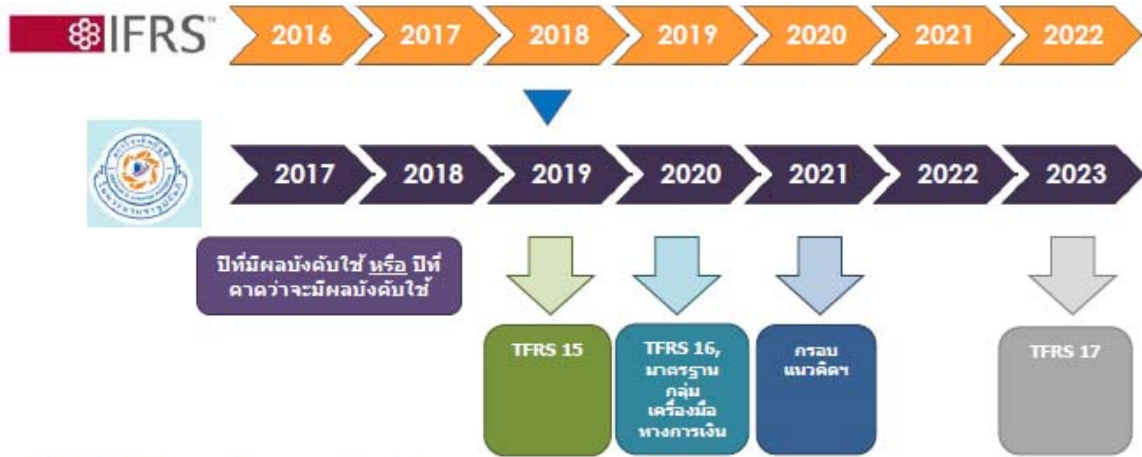 IFRS™
2016 2017 2018 2019 2020 2021 2022
2017 2018 2019 2020 2021 2022 2023
ปีที่มีผลบังคับใช้ หรือ ปีที่
คาดว่าจะมีผลบังคับใช้
TFRS 15
TFRS 16,
มาตรฐาน
กลุ่ม
เครื่องมือ
ทางการเงิน
กรอบ
แนวคิดฯ
TFRS 17